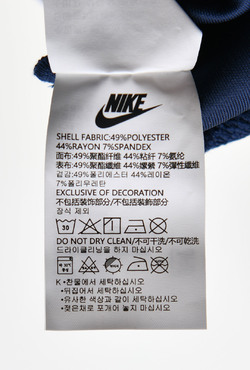 NIKE
SHELL FABRIC:49%POLYESTER
44%RAYON 7%SPANDEX
面布:49%聚酯纤维 44%粘纤 7%氨纶
表布:49%聚酯纖維 44%嫘縈 7%彈性纖維
겉감:49%폴리에스터 44%레이온
7%폴리우레탄
EXCLUSIVE OF DECORATION
不包括装饰部分/不包括裝飾部分/
장식 제외
DO NOT DRY CLEAN/不可干洗/不可乾洗
드라이클리닝을 하지 마십시오
K •찬물에서 세탁하십시오
•뒤집어서 세탁하십시오
•유사한 색상과 같이 세탁하십시오
•젖은채로 포개어 놓지 마십시오